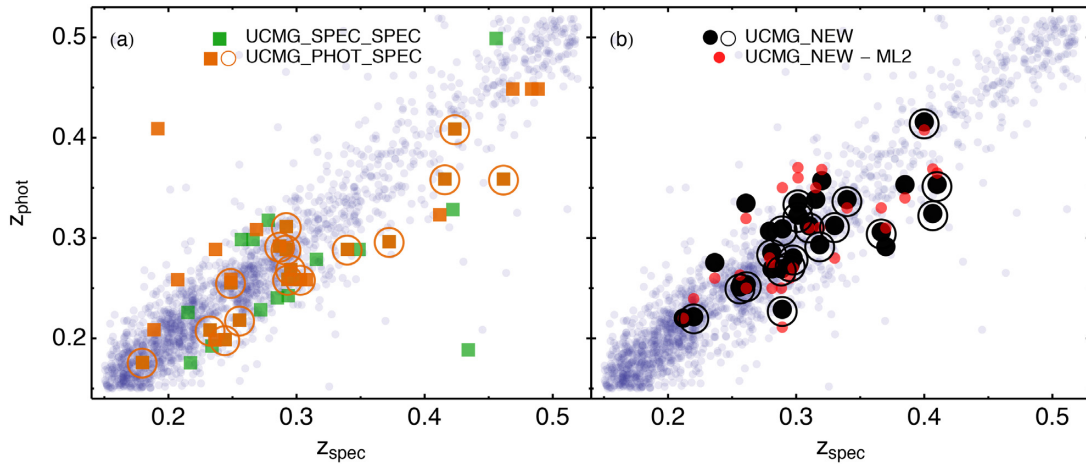 (a)
UCMG_SPEC_SPEC
UCMG_PHOT_SPEC
(b)
UCMG_NEW
UCMG_NEW – ML2
0.5
0.4
0.3
0.2
z_phot
0.2 0.3 0.4 0.5
0.2 0.3 0.4 0.5
z_spec
z_spec